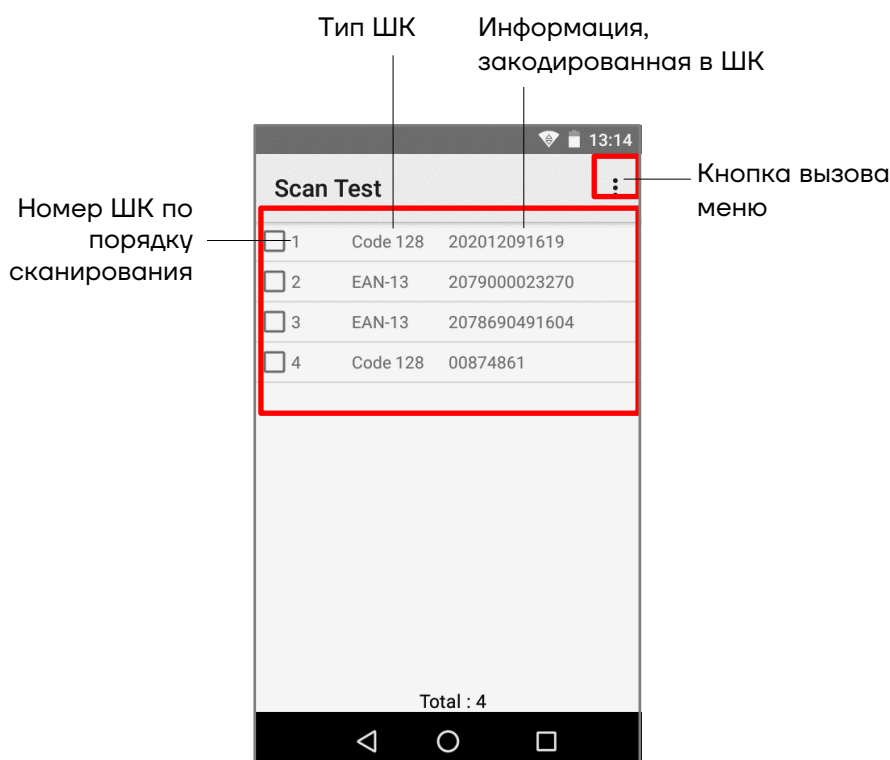 Тип ШК
Информация,
закодированная в ШК
13:14
Scan Test
Кнопка вызова
меню
Номер ШК по
порядку
сканирования
1 Code 128 202012091619
2 EAN-13 2079000023270
3 EAN-13 2078690491604
4 Code 128 00874861
Total : 4